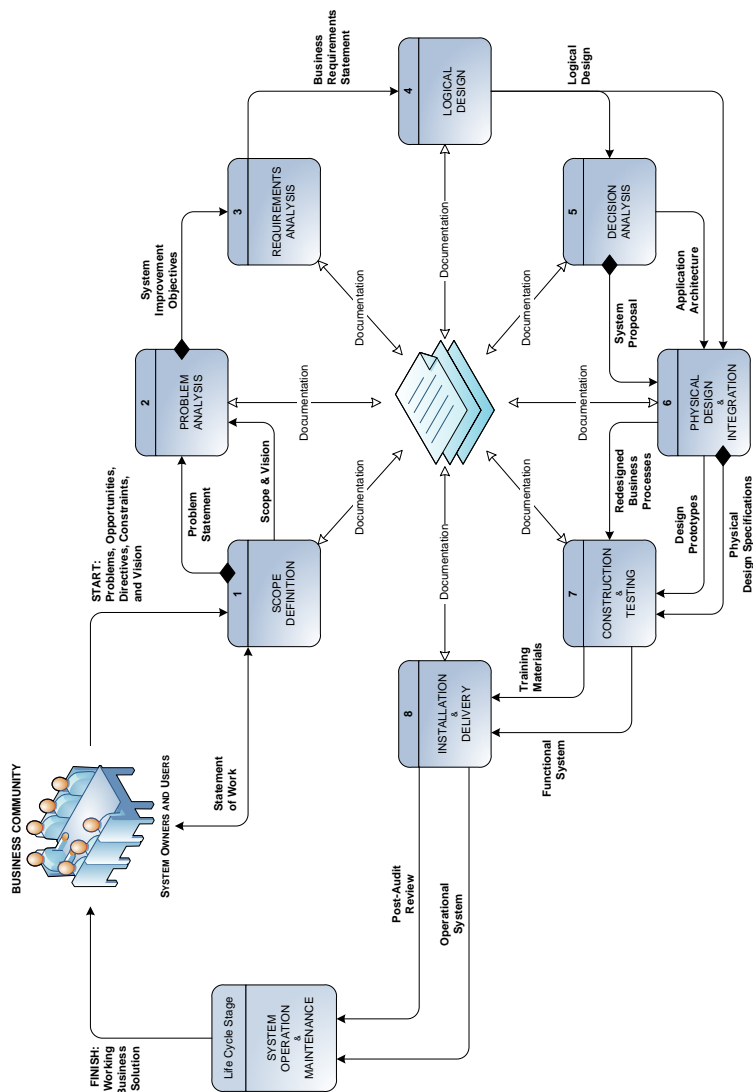 BUSINESS COMMUNITY
SYSTEM OWNERS AND USERS
START:
Problems, Opportunities,
Directives, Constraints,
and Vision
FINISH:
Working
Business
Solution
Statement
of Work
1
SCOPE
DEFINITION
Problem
Statement
Scope & Vision
2
PROBLEM
ANALYSIS
System
Improvement
Objectives
3
REQUIREMENTS
ANALYSIS
Business
Requirements
Statement
4
LOGICAL
DESIGN
Logical
Design
5
DECISION
ANALYSIS
System
Proposal
Application
Architecture
6
PHYSICAL
DESIGN
&
INTEGRATION
Redesigned
Business
Processes
Design
Prototypes
Physical
Design Specifications
7
CONSTRUCTION
&
TESTING
Training
Materials
Functional
System
8
INSTALLATION
&
DELIVERY
Post-Audit
Review
Operational
System
Life Cycle Stage
SYSTEM
OPERATION
&
MAINTENANCE
Documentation
Documentation
Documentation
Documentation
Documentation
Documentation
Documentation
Documentation